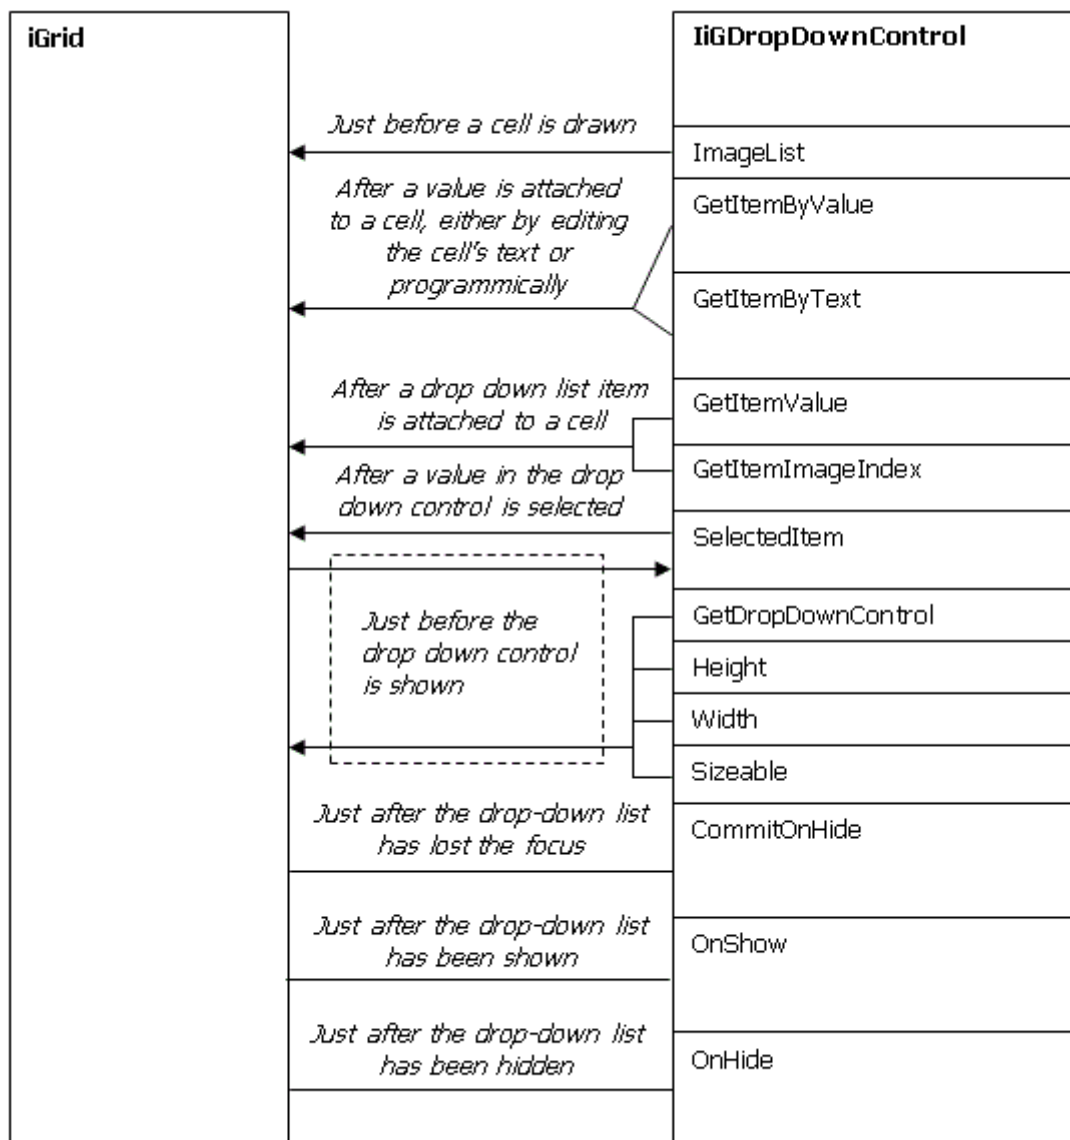 iGrid
IiGDropDownControl
Just before a cell is drawn
ImageList
After a value is attached
to a cell, either by editing
the cell's text or
programmically
GetItemByValue
GetItemByText
After a drop down list item
is attached to a cell
GetItemValue
GetItemImageIndex
After a value in the drop
down control is selected
SelectedItem
Just before the
drop down control
is shown
GetDropDownControl
Height
Width
Sizeable
Just after the drop-down list
has lost the focus
CommitOnHide
Just after the drop-down list
has been shown
OnShow
Just after the drop-down list
has been hidden
OnHide